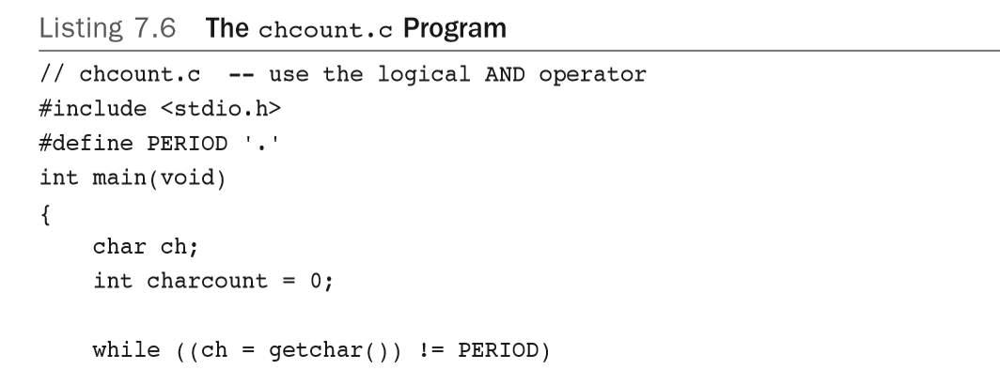 Listing 7.6 The chcount.c Program
// chcount.c -- use the logical AND operator
#include <stdio.h>
#define PERIOD '.'
int main(void)
{
    char ch;
    int charcount = 0;
    while ((ch = getchar()) != PERIOD)